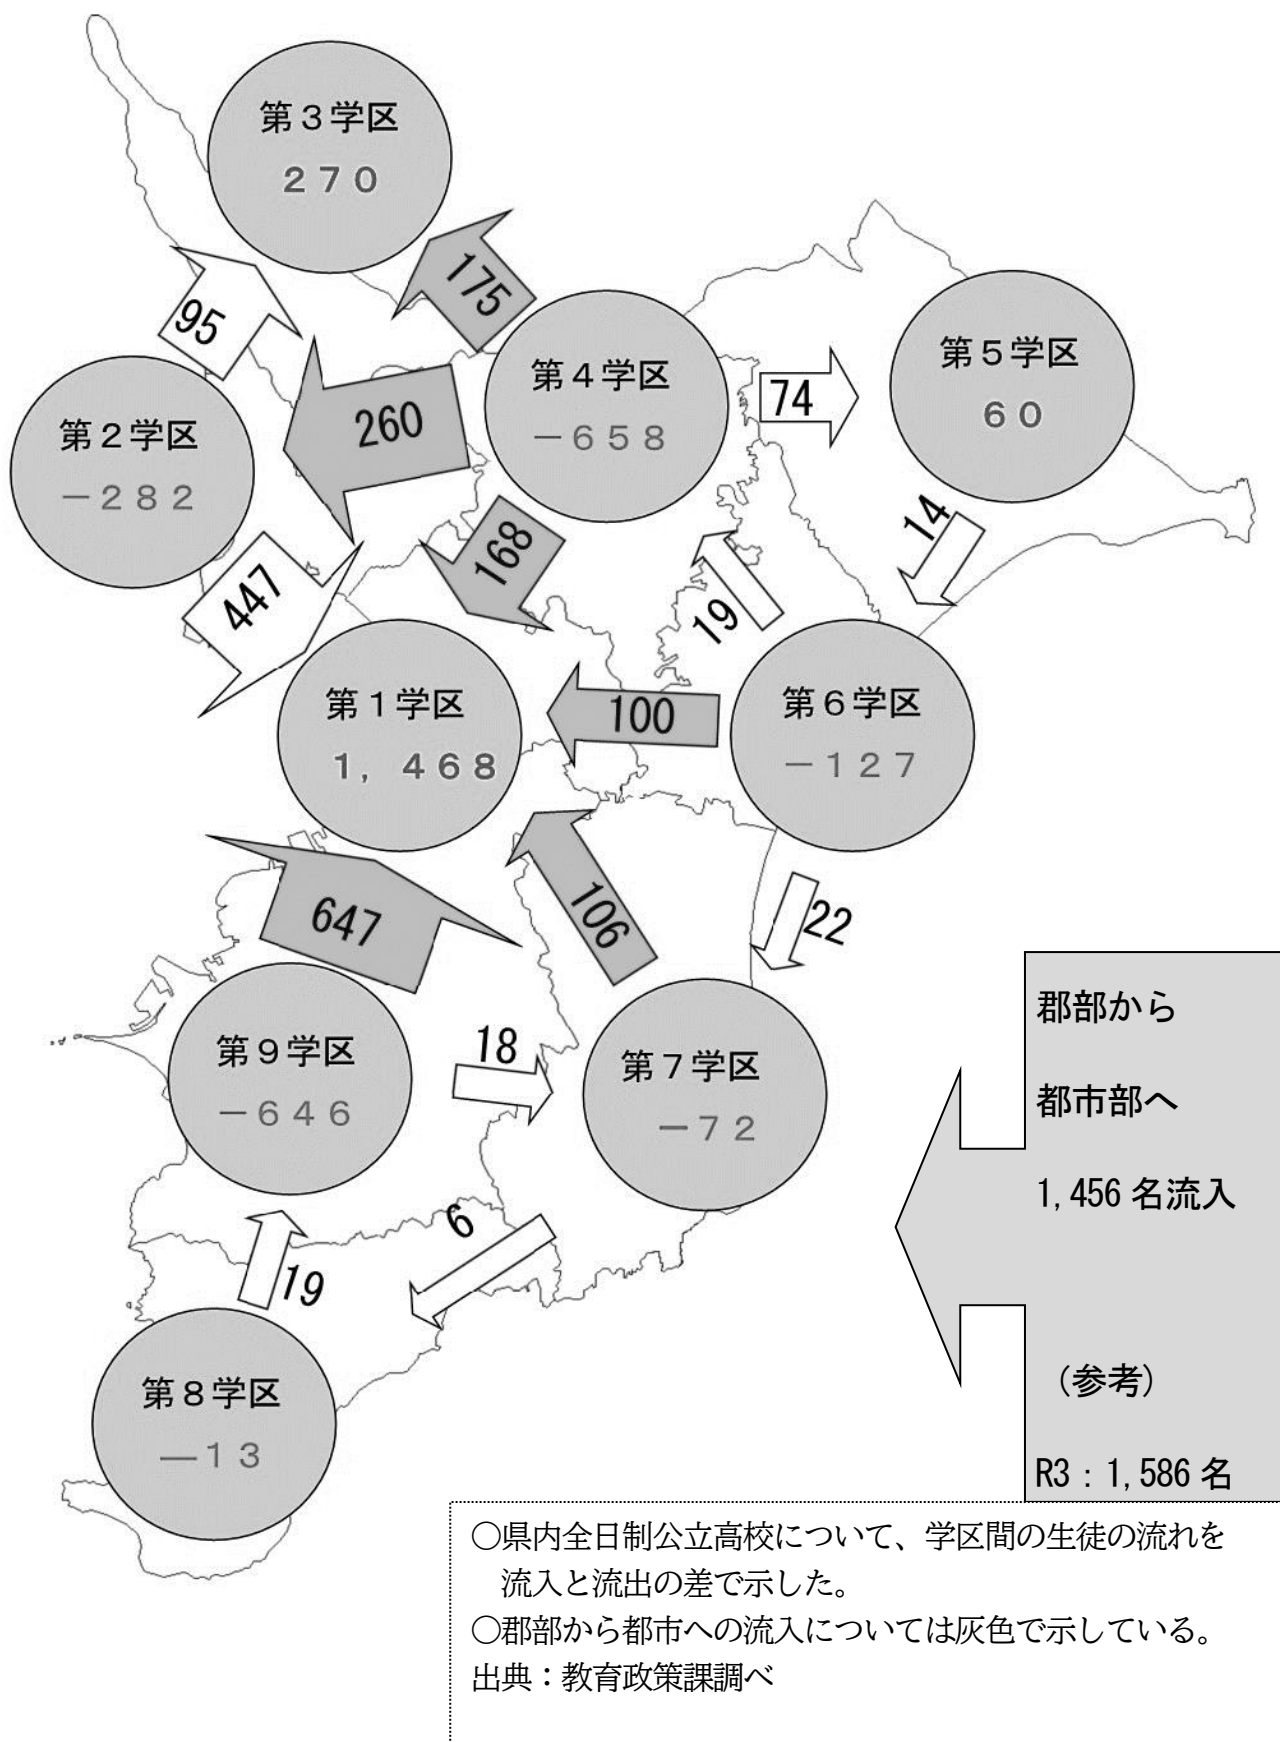 第３学区
２７０
175
95
第４学区
－６５８
第５学区
６０
74
260
第２学区
－２８２
14
168
447
19
第１学区
１，４６８
100
第６学区
－１２７
647
106
22
郡部から
都市部へ
1,456 名流入
（参考）
R3：1,586 名
第９学区
－６４６
18
第７学区
－７２
6
19
第８学区
―１３
○県内全日制公立高校について、学区間の生徒の流れを
流入と流出の差で示した。
○郡部から都市への流入については灰色で示している。
出典：教育政策課調べ